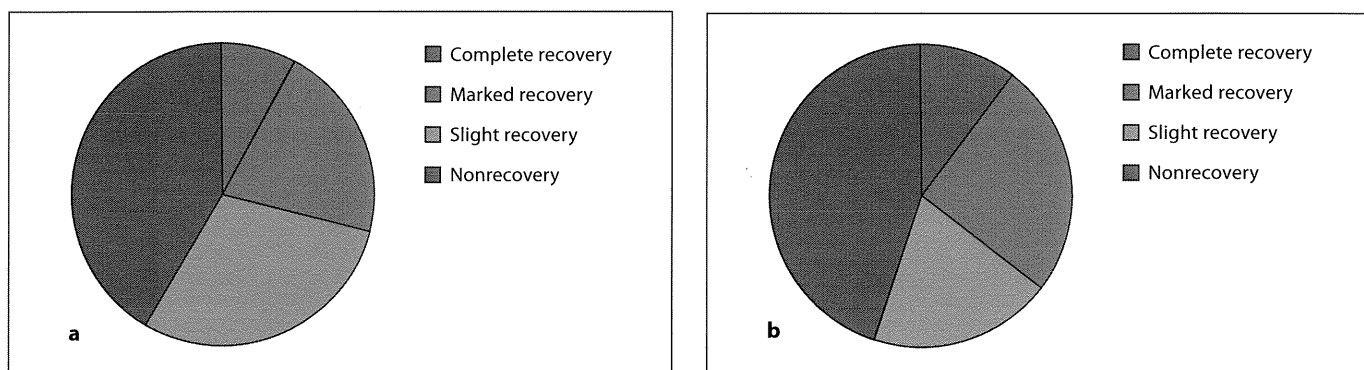 Complete recovery
Marked recovery
Slight recovery
Nonrecovery
a
Complete recovery
Marked recovery
Slight recovery
Nonrecovery
b